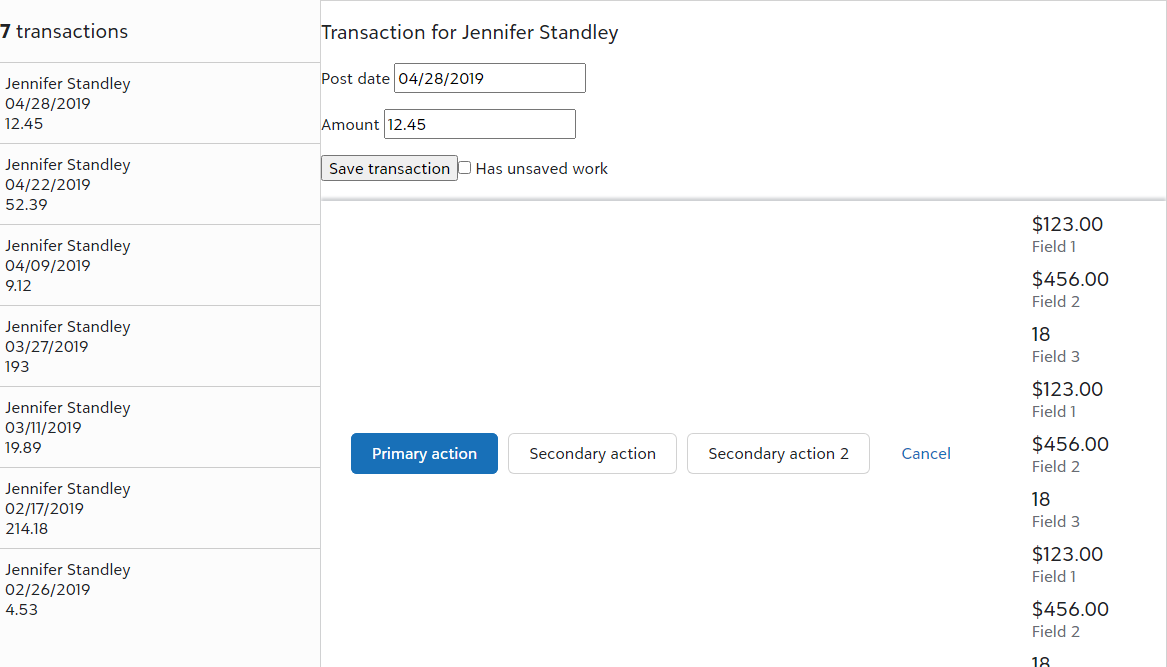 7 transactions
Jennifer Standley
04/28/2019
12.45
Jennifer Standley
04/22/2019
52.39
Jennifer Standley
04/09/2019
9.12
Jennifer Standley
03/27/2019
193
Jennifer Standley
03/11/2019
19.89
Jennifer Standley
02/17/2019
214.18
Jennifer Standley
02/26/2019
4.53
Transaction for Jennifer Standley
Post date 04/28/2019
Amount 12.45
Save transaction Has unsaved work
Primary action Secondary action Secondary action 2 Cancel
$123.00
Field 1
$456.00
Field 2
18
Field 3
$123.00
Field 1
$456.00
Field 2
18
Field 3
$123.00
Field 1
$456.00
Field 2
18